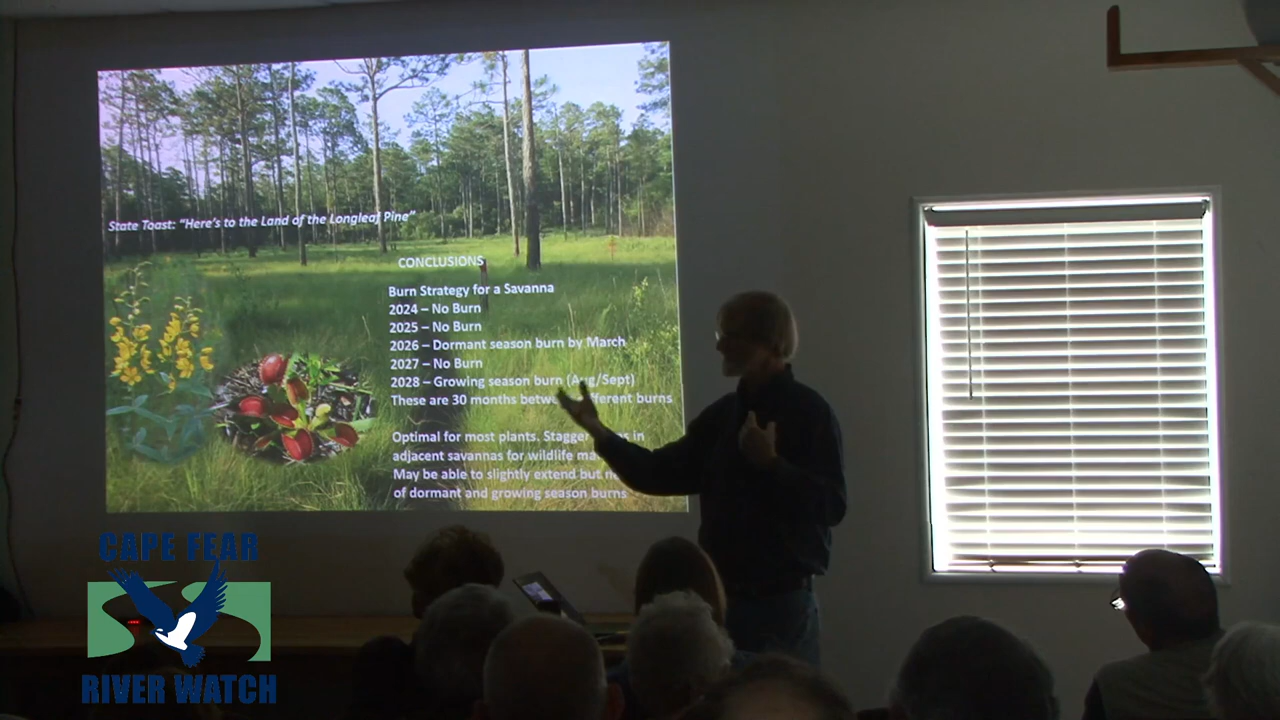 State Toast: “Here’s to the Land of the Longleaf Pine”
CONCLUSIONS
Burn Strategy for a Savanna
2024 – No Burn
2025 – No Burn
2026 – Dormant season burn by March
2027 – No Burn
2028 – Growing season burn (Aug/Sept)
These are 30 months different burns
Optimal for most plants. in
adjacent savannas for wildlife
May be able to slightly extend but
of dormant and growing season burns
CAPE FEAR
RIVER WATCH